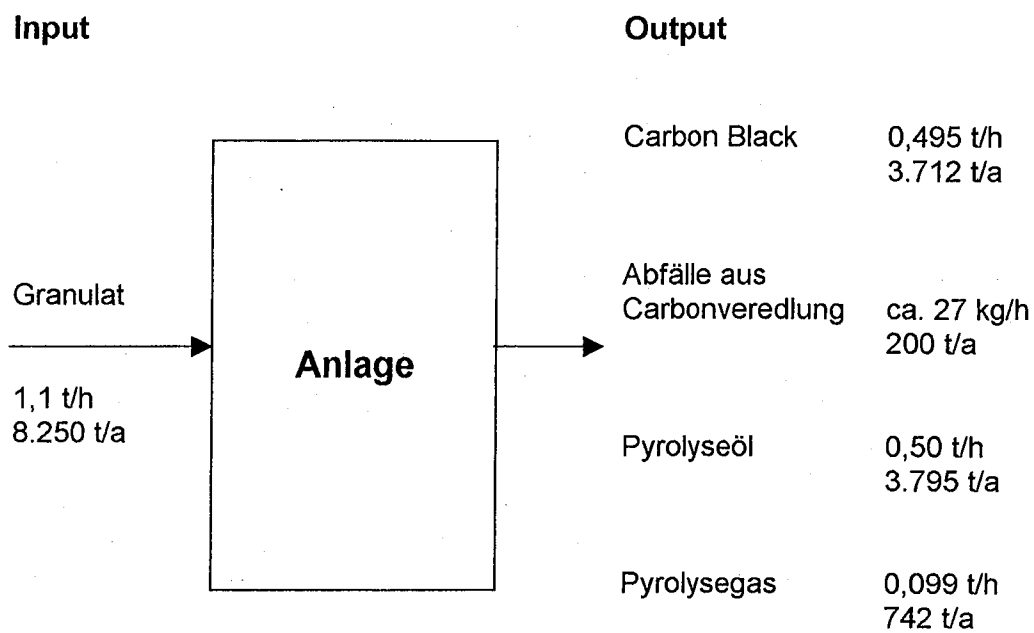 Input
Output
Granulat
1,1 t/h
8.250 t/a
Anlage
Carbon Black 0,495 t/h
3.712 t/a
Abfälle aus
Carbonveredlung ca. 27 kg/h
200 t/a
Pyrolyseöl 0,50 t/h
3.795 t/a
Pyrolysegas 0,099 t/h
742 t/a